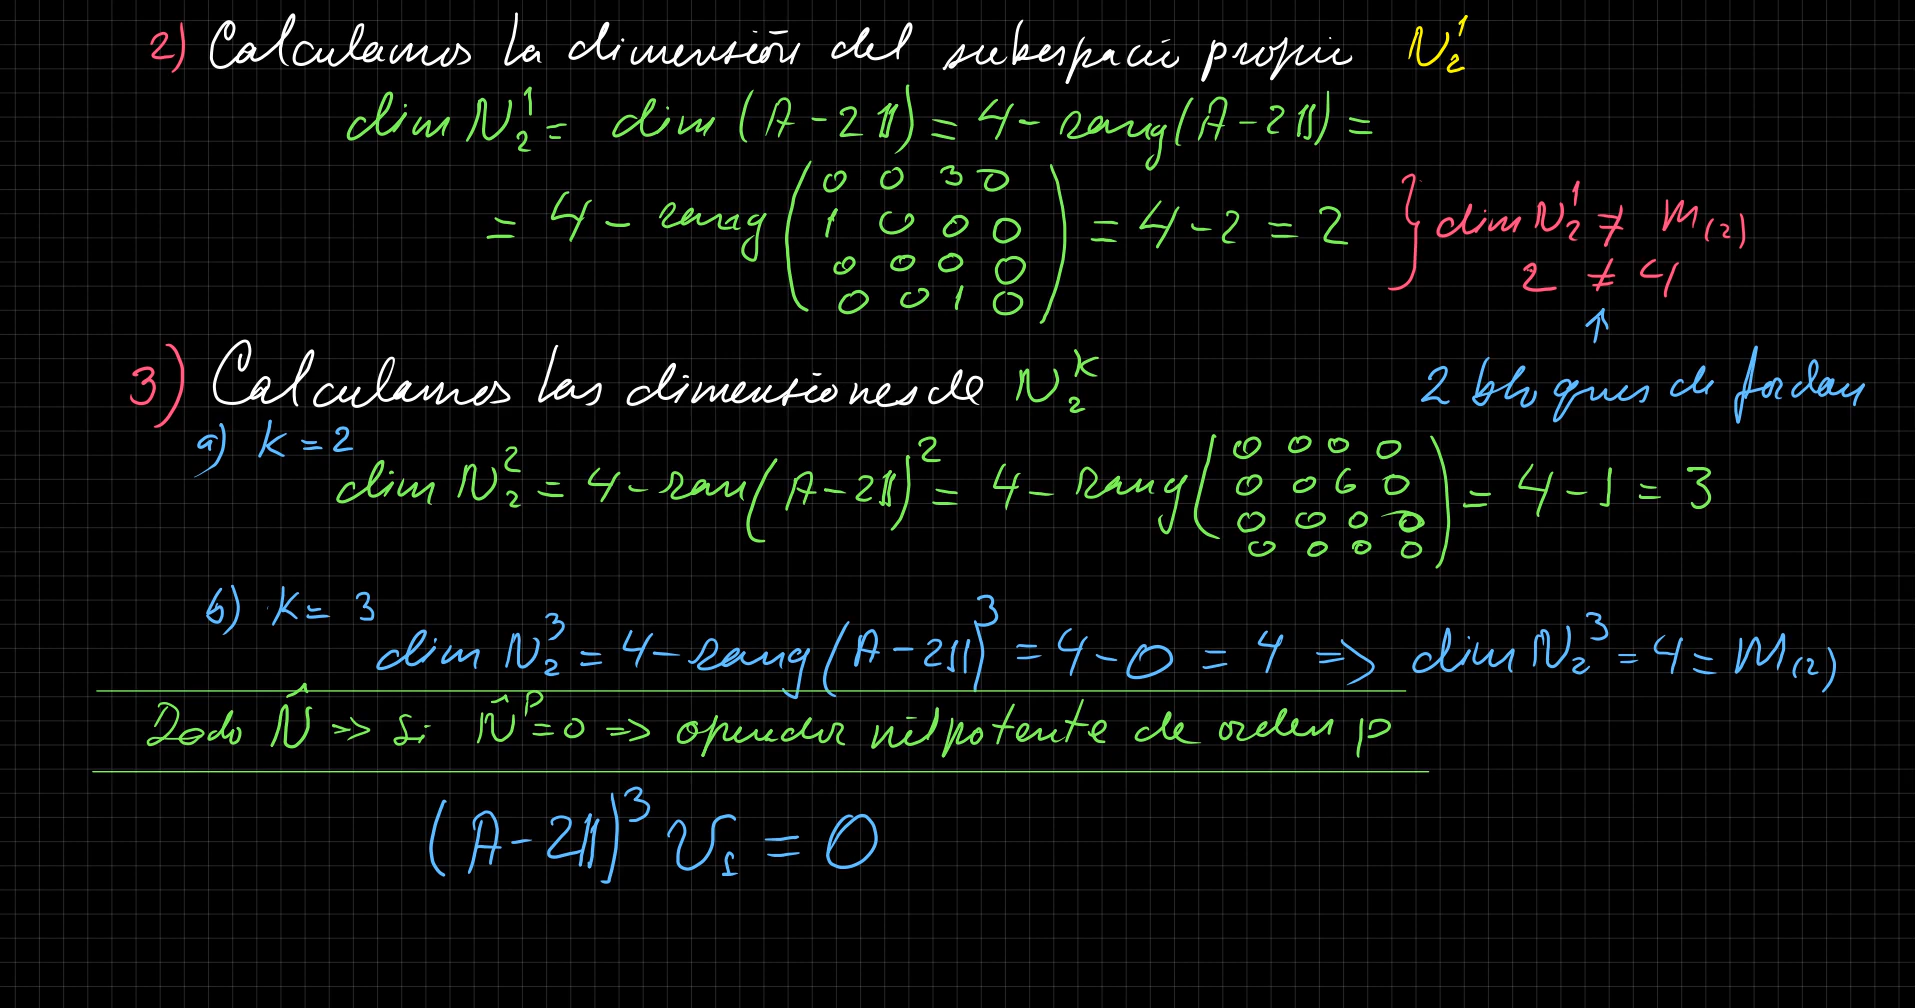 2) Calculamos la dimensión del subespacio propio N₂¹
dim N₂¹ = dim (A - 2𝟙) = 4 - rang(A - 2𝟙) =
= 4 - rang ( 0 0 3 0
1 0 0 0
0 0 0 0
0 0 1 0 ) = 4 - 2 = 2 } dim N₂¹ ≠ M(2)
2 ≠ 4
↑
2 bloques de Jordan
3) Calculamos las dimensiones de N₂ᵏ
a) K = 2
dim N₂² = 4 - ran(A - 2𝟙)² = 4 - Rang ( 0 0 0 0
0 0 6 0
0 0 0 0
0 0 0 0 ) = 4 - 1 = 3
b) K = 3
dim N₂³ = 4 - rang(A - 2𝟙)³ = 4 - 0 = 4 => dim N₂³ = 4 = M(2)
Dado N̂ => Si N̂ᵖ = 0 => operador nilpotente de orden p
(A - 2𝟙)³ v₁ = 0